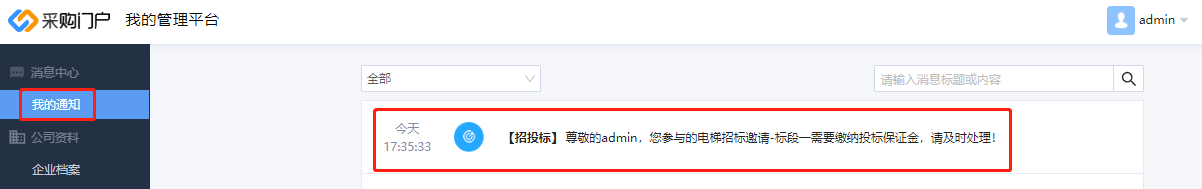 采购门户 我的管理平台
admin
消息中心
我的通知
公司资料
企业档案
全部
请输入消息标题或内容
今天
17:35:33
【招投标】尊敬的admin，您参与的电梯招标邀请-标段一需要缴纳投标保证金，请及时处理！